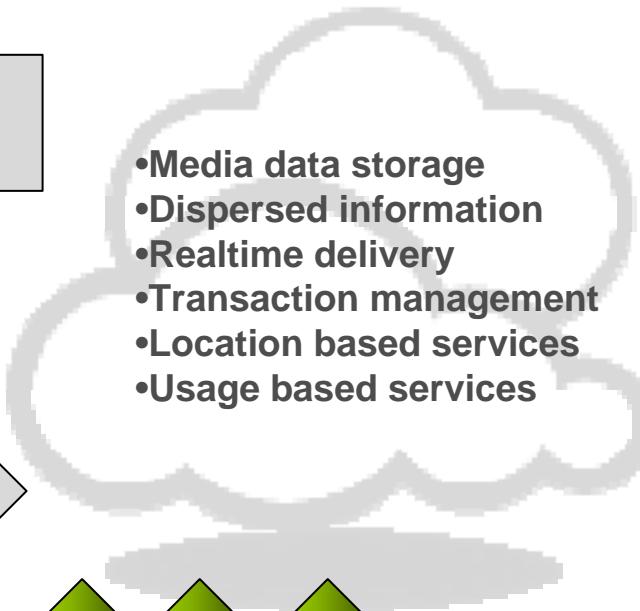 •Media data storage
•Dispersed information
•Realtime delivery
•Transaction management
•Location based services
•Usage based services